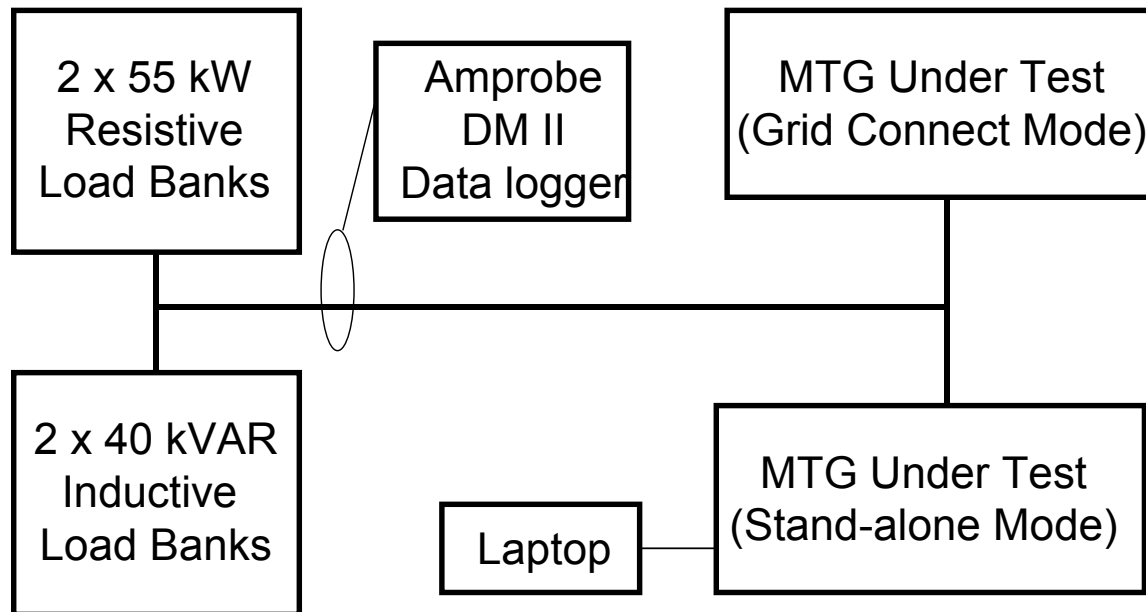 2 x 55 kW
Resistive
Load Banks
Amprobe
DM II
Data logger
MTG Under Test
(Grid Connect Mode)
2 x 40 kVAR
Inductive
Load Banks
Laptop
MTG Under Test
(Stand-alone Mode)